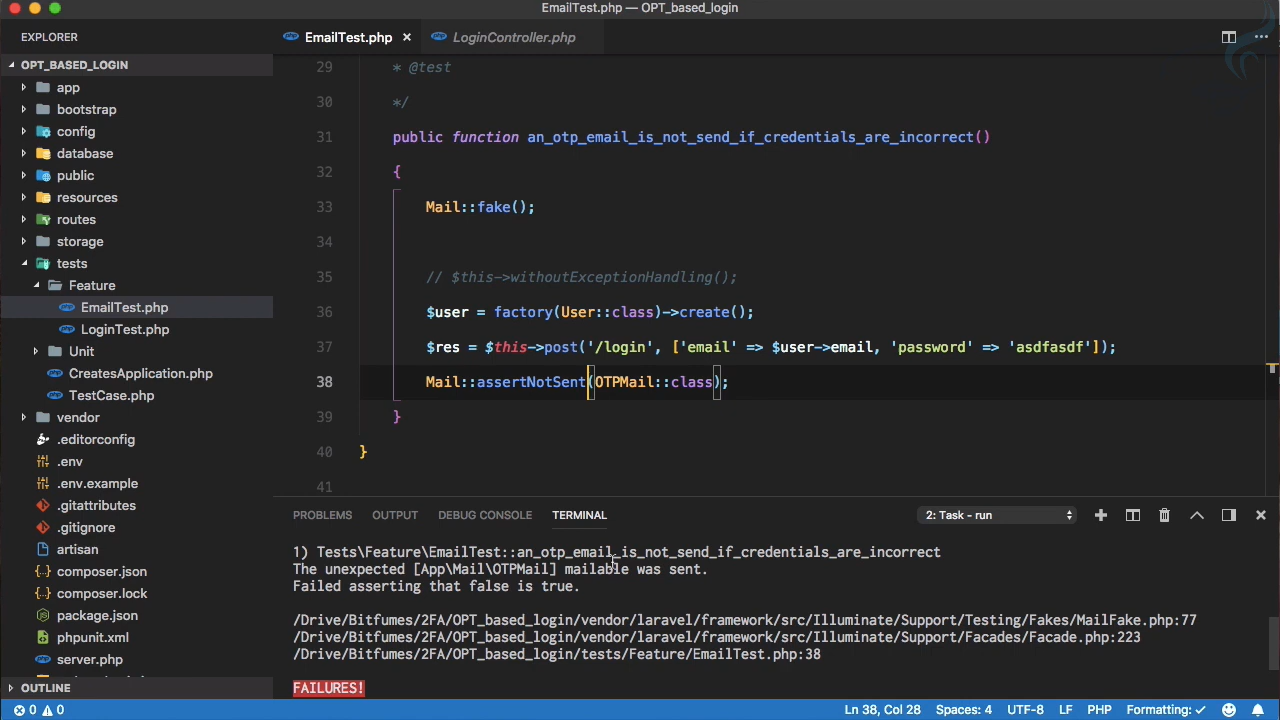 EmailTest.php — OPT_based_login
EXPLORER
OPT_BASED_LOGIN
app
bootstrap
config
database
public
resources
routes
storage
tests
Feature
EmailTest.php
LoginTest.php
Unit
CreatesApplication.php
TestCase.php
vendor
.editorconfig
.env
.env.example
.gitattributes
.gitignore
artisan
composer.json
composer.lock
package.json
phpunit.xml
server.php
OUTLINE
EmailTest.php × LoginController.php
29 * @test
30 */
31 public function an_otp_email_is_not_send_if_credentials_are_incorrect()
32 {
33 Mail::fake();
34
35 // $this->withoutExceptionHandling();
36 $user = factory(User::class)->create();
37 $res = $this->post('/login', ['email' => $user->email, 'password' => 'asdfasdf']);
38 Mail::assertNotSent(OTPMail::class);
39 }
40 }
41
PROBLEMS OUTPUT DEBUG CONSOLE TERMINAL 2: Task - run
1) Tests\Feature\EmailTest::an_otp_email_is_not_send_if_credentials_are_incorrect
The unexpected [App\Mail\OTPMail] mailable was sent.
Failed asserting that false is true.
/Drive/Bitfumes/2FA/OPT_based_login/vendor/laravel/framework/src/Illuminate/Support/Testing/Fakes/MailFake.php:77
/Drive/Bitfumes/2FA/OPT_based_login/vendor/laravel/framework/src/Illuminate/Support/Facades/Facade.php:223
/Drive/Bitfumes/2FA/OPT_based_login/tests/Feature/EmailTest.php:38
FAILURES!
0 0 Ln 38, Col 28 Spaces: 4 UTF-8 LF PHP Formatting: ✓